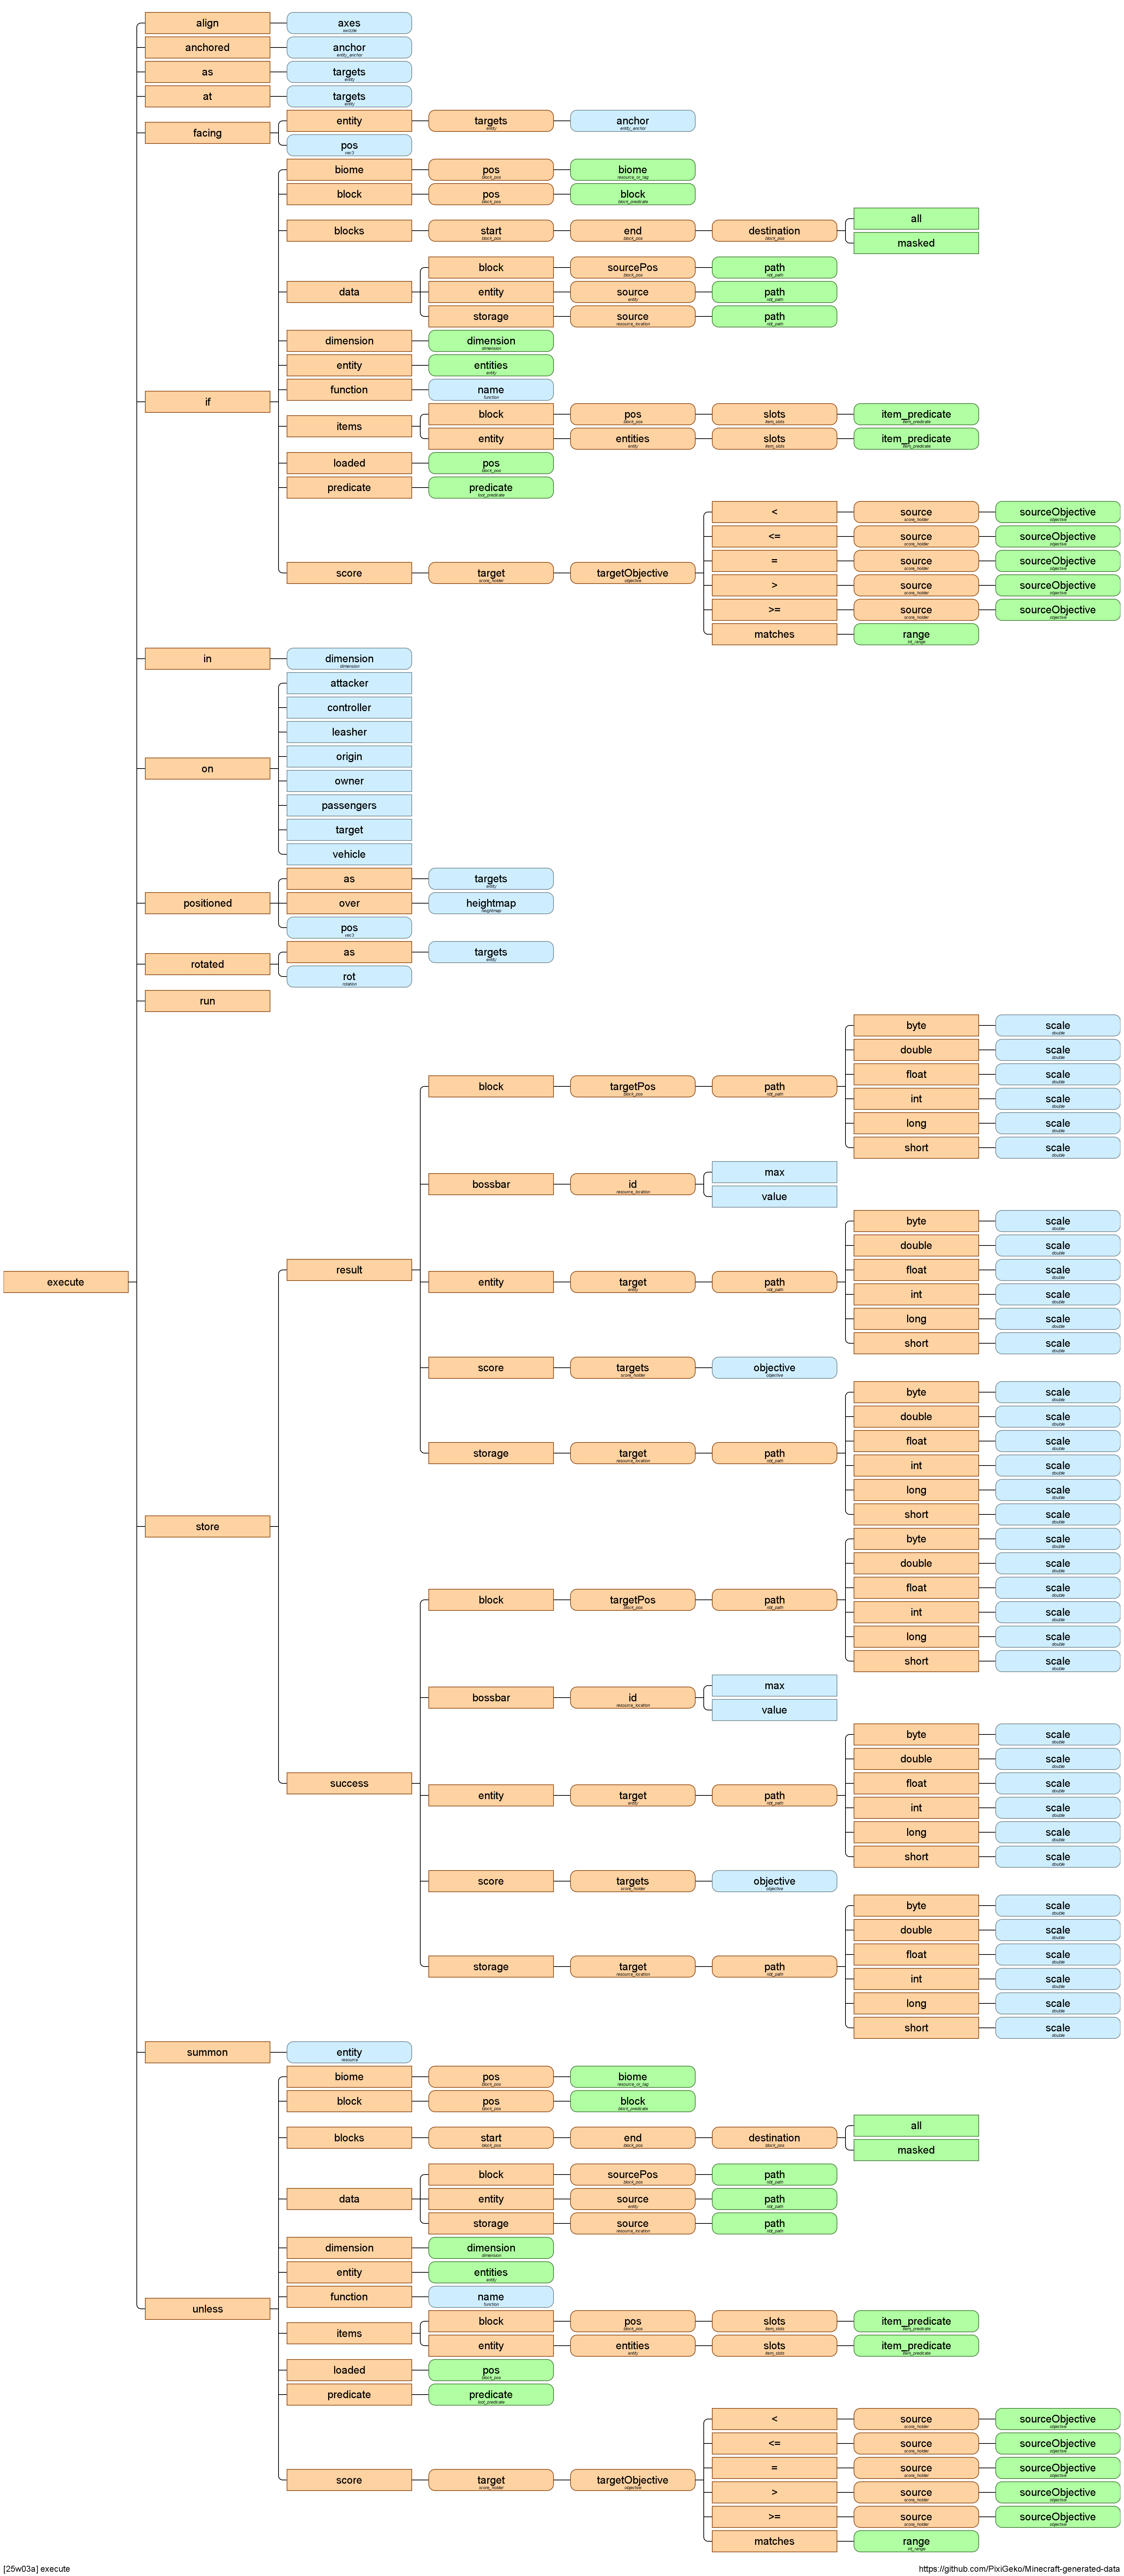 align axes
swizzle
anchored anchor
entity_anchor
as targets
entity
at targets
entity
facing entity targets anchor
entity entity_anchor
pos
vec3
if biome pos biome
block_pos resource_or_tag
block pos block
block_pos block_predicate
blocks start end destination all
block_pos block_pos block_pos
masked
data block sourcePos path
block_pos nbt_path
entity source path
entity nbt_path
storage source path
resource_location nbt_path
dimension dimension
dimension
entity entities
entity
function name
function
items block pos slots item_predicate
block_pos item_slots item_predicate
entity entities slots item_predicate
entity item_slots item_predicate
loaded pos
block_pos
predicate predicate
loot_predicate
score target targetObjective < source sourceObjective
score_holder objective score_holder objective
<= source sourceObjective
score_holder objective
= source sourceObjective
score_holder objective
> source sourceObjective
score_holder objective
>= source sourceObjective
score_holder objective
matches range
int_range
in dimension
dimension
on attacker
controller
leasher
origin
owner
passengers
target
vehicle
positioned as targets
entity
over heightmap
heightmap
pos
vec3
rotated as targets
entity
rot
rotation
run
execute
store result block targetPos path byte scale
block_pos nbt_path double
double scale
double
float scale
double
int scale
double
long scale
double
short scale
double
bossbar id max
resource_location
value
entity target path byte scale
entity nbt_path double
double scale
double
float scale
double
int scale
double
long scale
double
short scale
double
score targets objective
score_holder objective
storage target path byte scale
resource_location nbt_path double
double scale
double
float scale
double
int scale
double
long scale
double
short scale
double
success block targetPos path byte scale
block_pos nbt_path double
double scale
double
float scale
double
int scale
double
long scale
double
short scale
double
bossbar id max
resource_location
value
entity target path byte scale
entity nbt_path double
double scale
double
float scale
double
int scale
double
long scale
double
short scale
double
score targets objective
score_holder objective
storage target path byte scale
resource_location nbt_path double
double scale
double
float scale
double
int scale
double
long scale
double
short scale
double
summon entity
resource
unless biome pos biome
block_pos resource_or_tag
block pos block
block_pos block_predicate
blocks start end destination all
block_pos block_pos block_pos
masked
data block sourcePos path
block_pos nbt_path
entity source path
entity nbt_path
storage source path
resource_location nbt_path
dimension dimension
dimension
entity entities
entity
function name
function
items block pos slots item_predicate
block_pos item_slots item_predicate
entity entities slots item_predicate
entity item_slots item_predicate
loaded pos
block_pos
predicate predicate
loot_predicate
score target targetObjective < source sourceObjective
score_holder objective score_holder objective
<= source sourceObjective
score_holder objective
= source sourceObjective
score_holder objective
> source sourceObjective
score_holder objective
>= source sourceObjective
score_holder objective
matches range
int_range
[25w03a] execute https://github.com/PixiGeko/Minecraft-generated-data